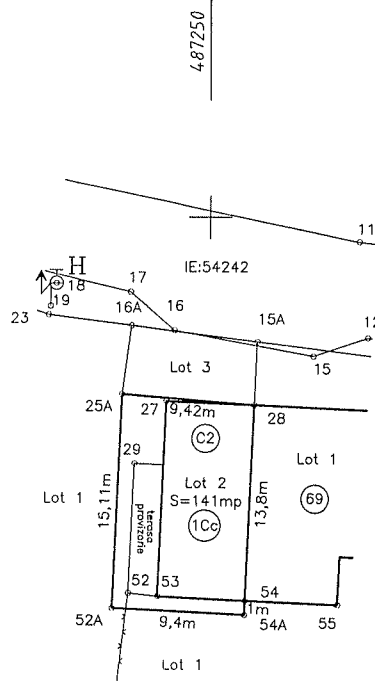 487250
11
H
IE:54242
18
17
19
16A
16
23
15A
12
15
Lot 3
25A
27
9,42m
28
C2
29
Lot 1
Lot 2
S=141mp
Lot 1
15,11m
terasa
provizorie
13,8m
69
1Cc
52
53
54
1m
52A
9,4m
54A
55
Lot 1